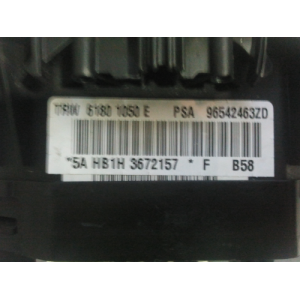 TRW 6180 1050 E PSA 96542463ZD
*5A HB1H 3672157 * F B58